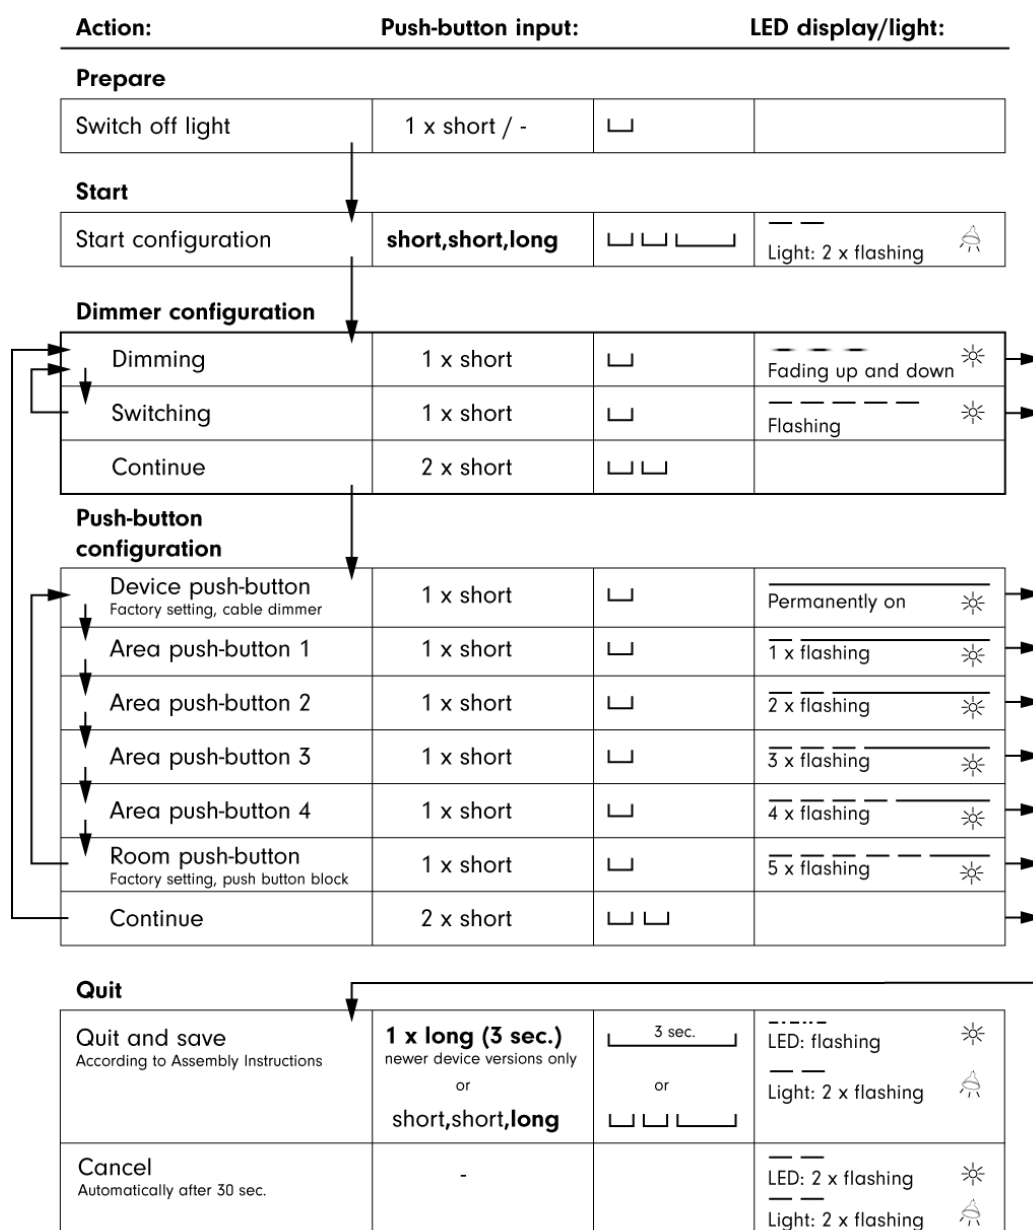 Action: Push-button input: LED display/light:
Prepare
Switch off light 1 x short / -
Start
Start configuration short,short,long
Light: 2 x flashing
Dimmer configuration
Dimming 1 x short
Fading up and down
Switching 1 x short
Flashing
Continue 2 x short
Push-button
configuration
Device push-button
Factory setting, cable dimmer
1 x short
Permanently on
Area push-button 1 1 x short
1 x flashing
Area push-button 2 1 x short
2 x flashing
Area push-button 3 1 x short
3 x flashing
Area push-button 4 1 x short
4 x flashing
Room push-button
Factory setting, push button block
1 x short
5 x flashing
Continue 2 x short
Quit
Quit and save
According to Assembly Instructions
1 x long (3 sec.)
newer device versions only
or
short,short,long
3 sec.
or
LED: flashing
Light: 2 x flashing
Cancel
Automatically after 30 sec.
-
LED: 2 x flashing
Light: 2 x flashing